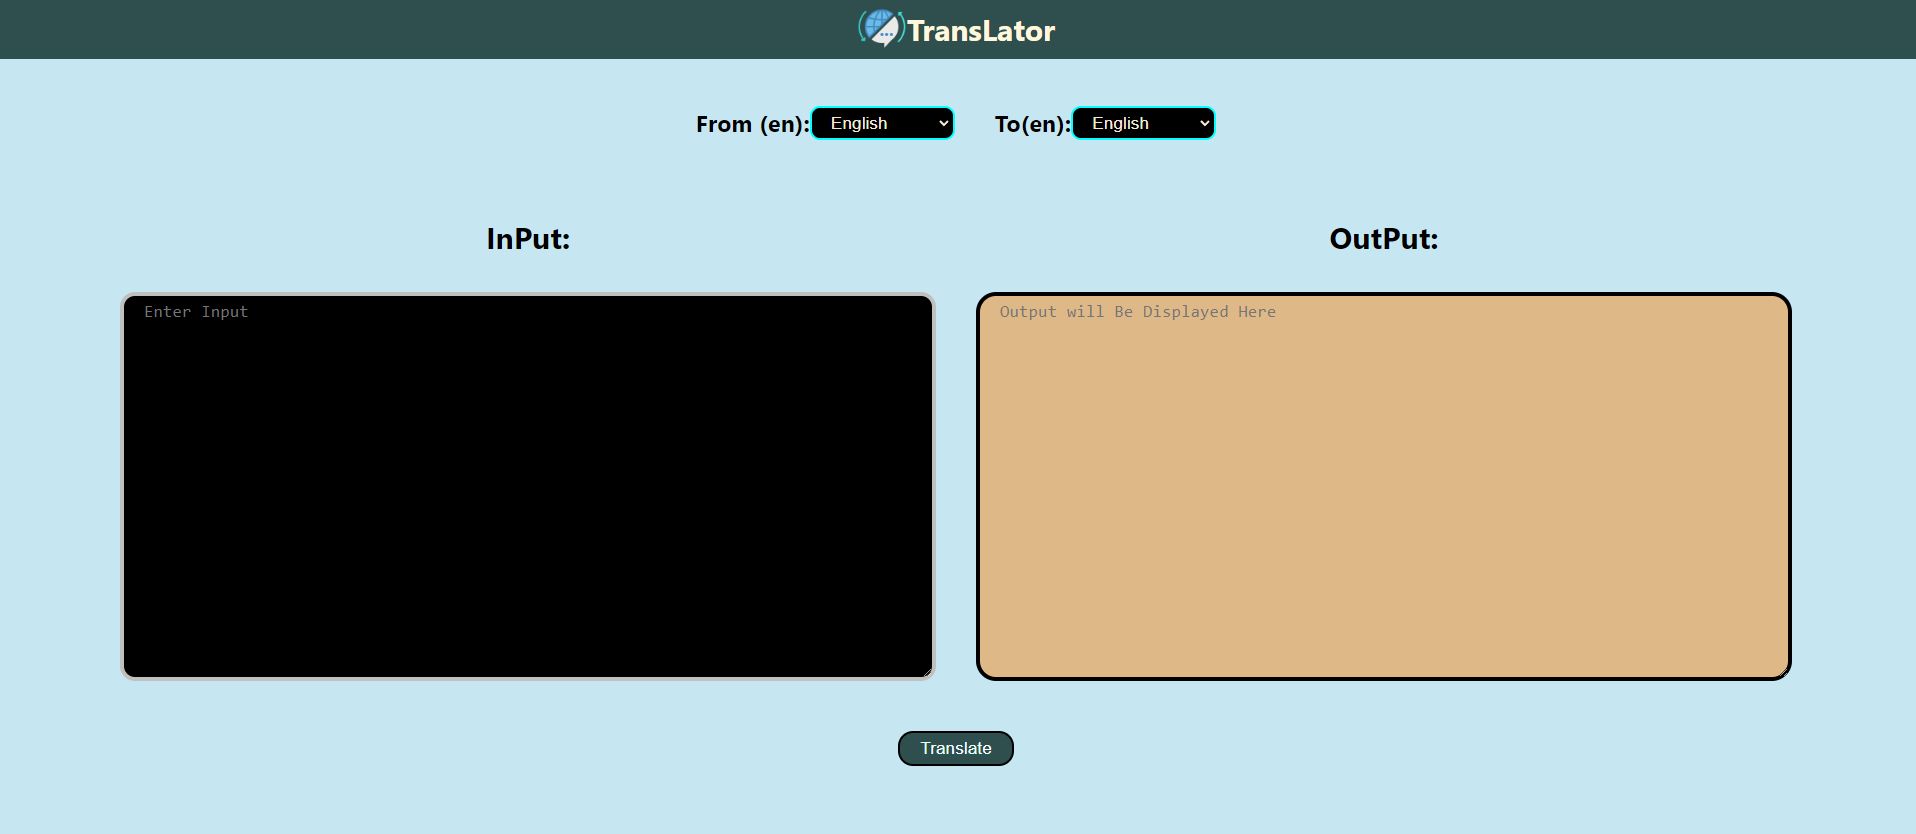 TransLator
From (en): English To(en): English
InPut:
OutPut:
Enter Input
Output will Be Displayed Here
Translate